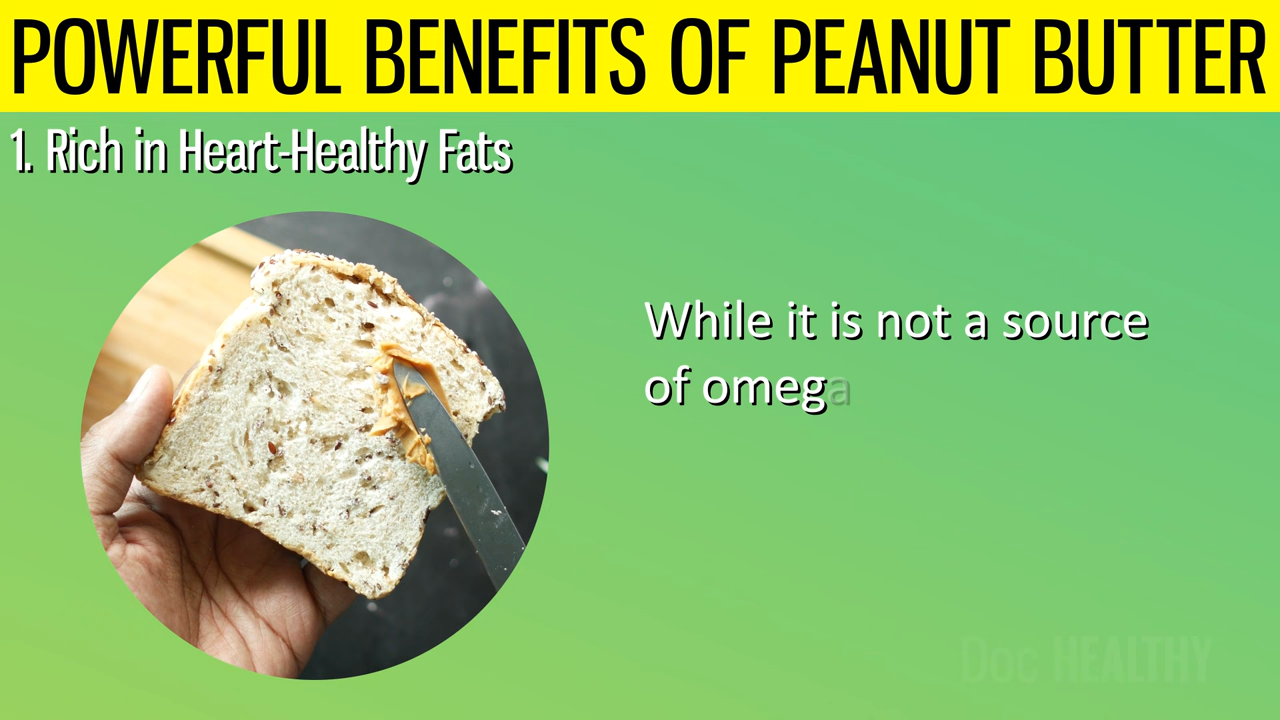 POWERFUL BENEFITS OF PEANUT BUTTER
1. Rich in Heart-Healthy Fats
While it is not a source
of omega
Doc HEALTHY